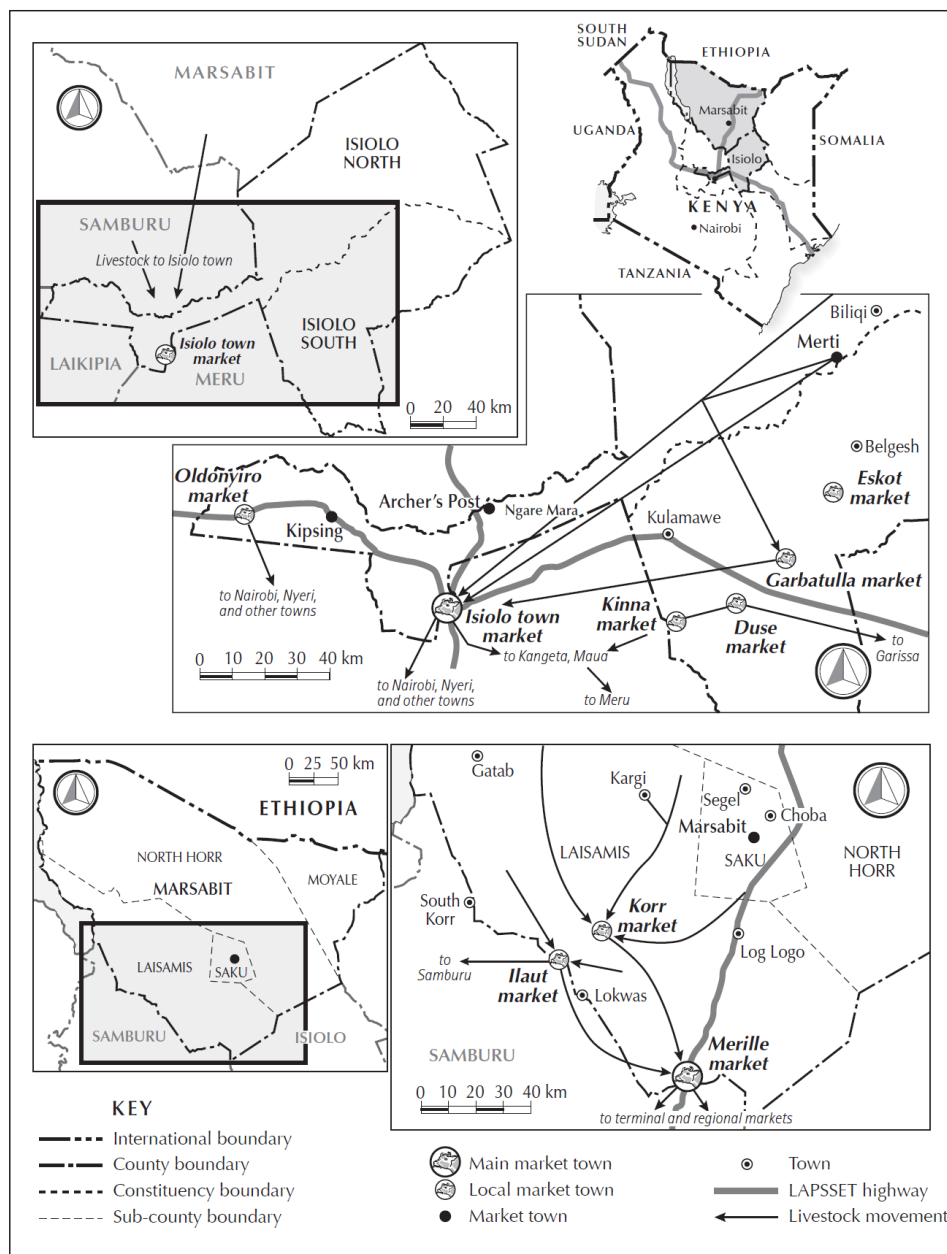 MARSABIT
ISIOLO
NORTH
SAMBURU
Livestock to Isiolo town
ISIOLO
SOUTH
Isiolo town
market
LAIKIPIA
MERU
0 20 40 km
SOUTH
SUDAN
ETHIOPIA
Marsabit
UGANDA
SOMALIA
Isiolo
KENYA
Nairobi
TANZANIA
Biliqi
Merti
Belgesh
Oldonyiro
market
Archer's Post
Ngare Mara
Eskot
market
Kipsing
Kulamawe
Garbatulla market
to Nairobi, Nyeri,
and other towns
Isiolo town
market
Kinna
market
Duse
market
to Kangeta, Maua
to
Garissa
0 10 20 30 40 km
to Nairobi, Nyeri,
and other towns
to Meru
0 25 50 km
ETHIOPIA
NORTH HORR
MOYALE
MARSABIT
LAISAMIS
SAKU
SAMBURU
ISIOLO
Gatab
Kargi
Segel
Choba
Marsabit
LAISAMIS
SAKU
NORTH
HORR
South
Korr
Korr
market
Log Logo
to
Samburu
Ilaut
market
Lokwas
Merille
market
SAMBURU
0 10 20 30 40 km
to terminal and regional markets
KEY
International boundary
County boundary
Constituency boundary
Sub-county boundary
Main market town
Local market town
Market town
Town
LAPSSET highway
Livestock movement